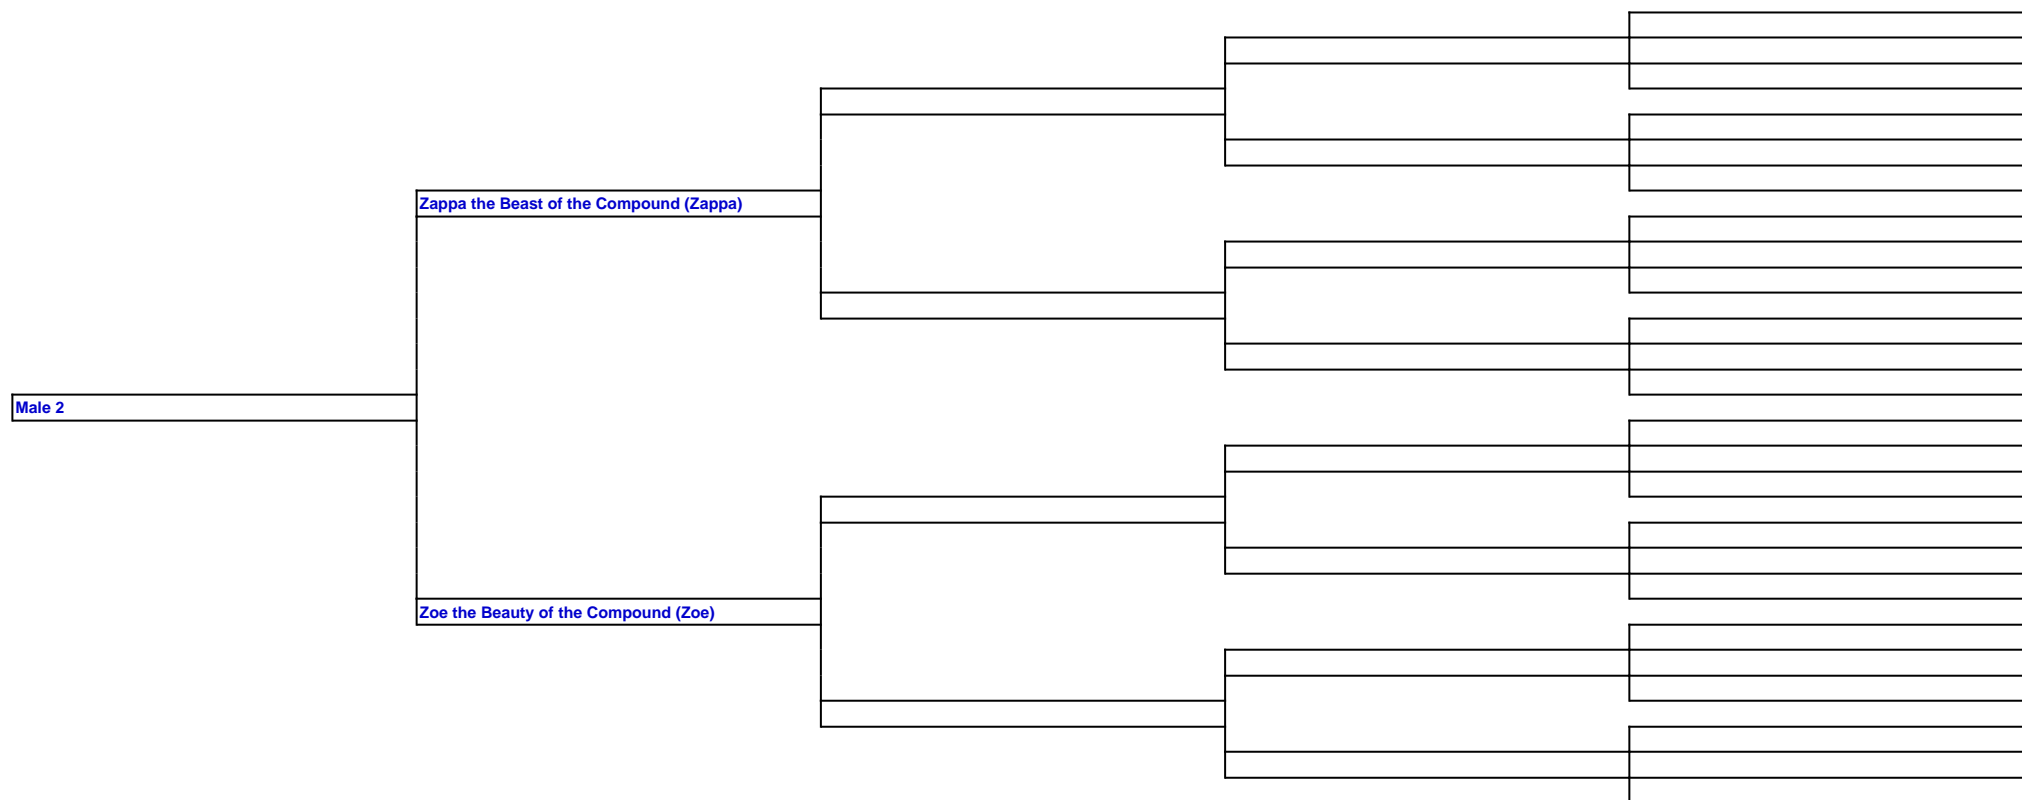 Zappa the Beast of the Compound (Zappa)
Male 2
Zoe the Beauty of the Compound (Zoe)